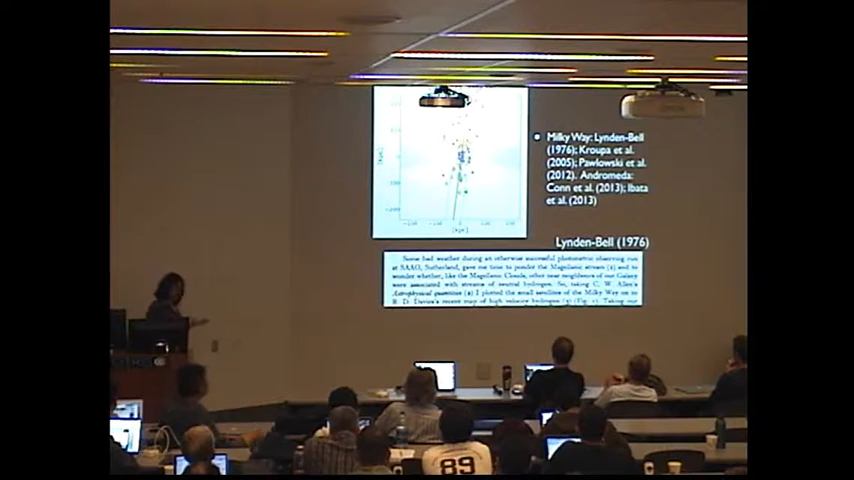 Milky Way: Lynden-Bell
(1976); Kroupa et al.
(2005); Pawlowski et al.
(2012). Andromeda:
Conn et al. (2013); Ibata
et al. (2013)
[kpc]
[kpc]
Lynden-Bell (1976)
Some bad weather during an otherwise successful photometric observing run
at SAAO, Sutherland, gave me time to ponder the Magellanic stream (1) and to
wonder whether, like the Magellanic Clouds, other near neighbours of our Galaxy
were associated with streams of neutral hydrogen. So, taking C. W. Allen's
Astrophysical quantities (2) I plotted the small satellites of the Milky Way on to
R. D. Davies's recent map of high velocity hydrogen (3) (Fig. 1). Taking our
89